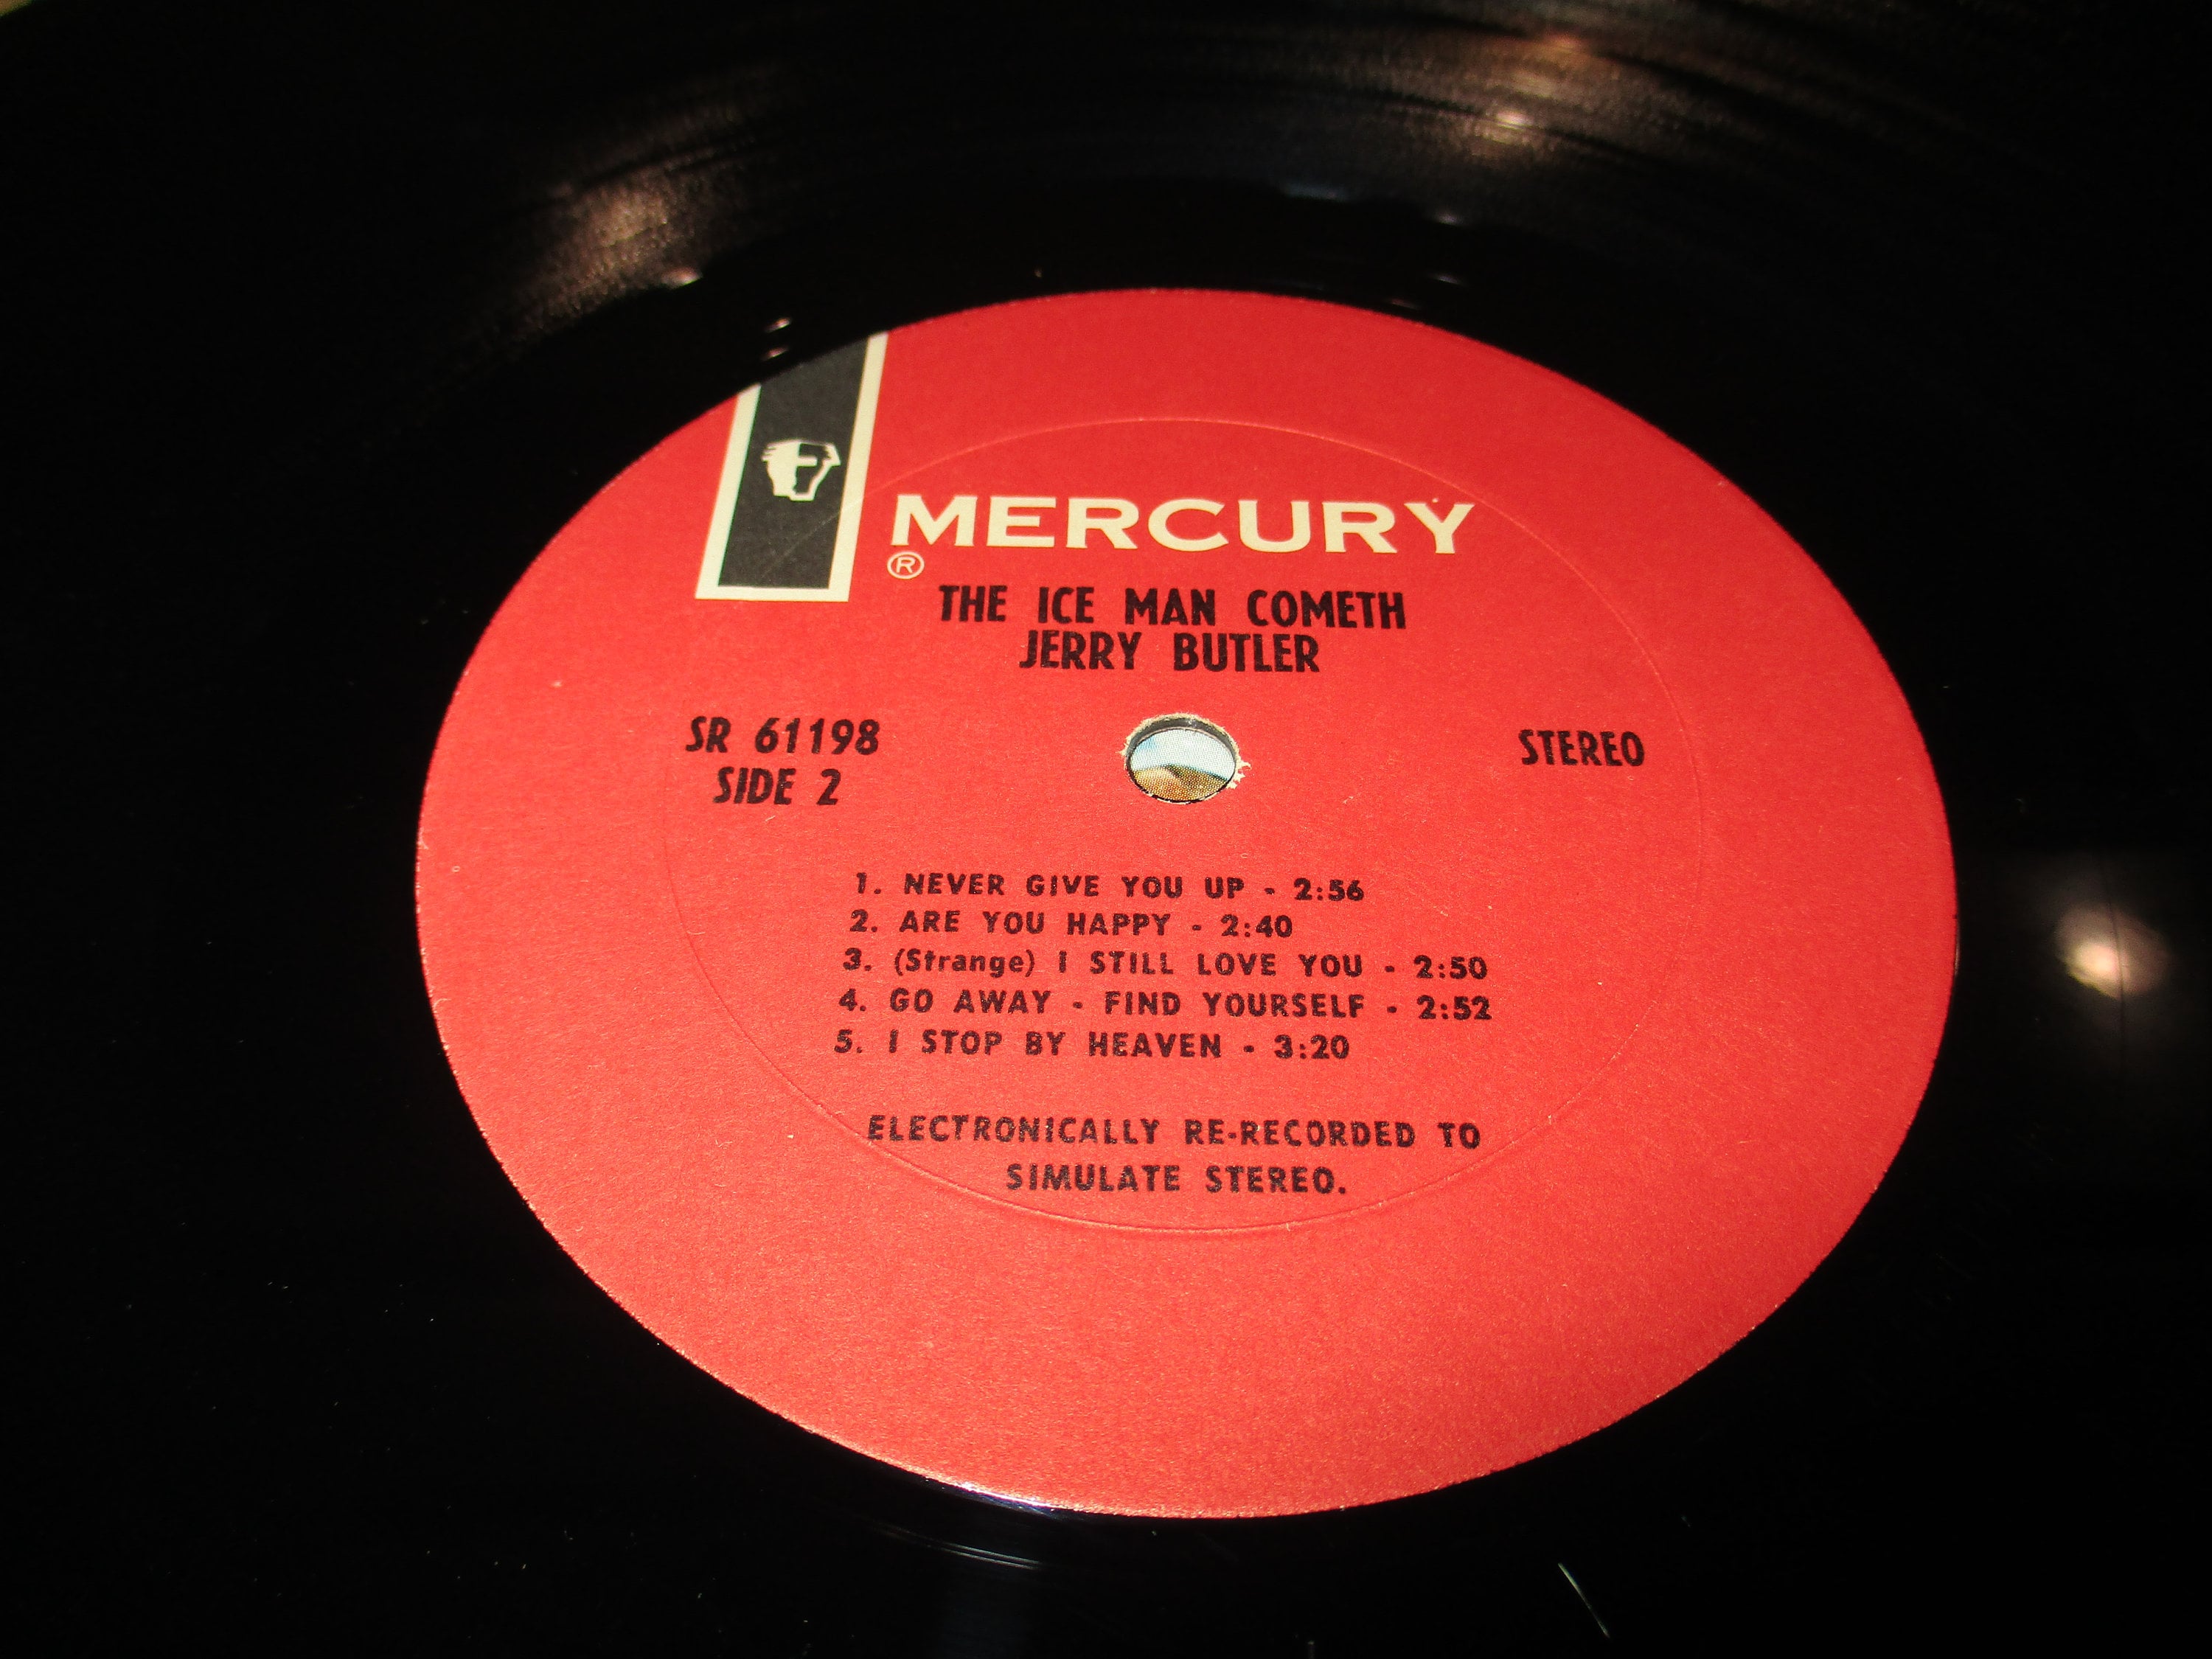 MERCURY
®
THE ICE MAN COMETH
JERRY BUTLER
SR 61198
SIDE 2
STEREO
1. NEVER GIVE YOU UP - 2:56
2. ARE YOU HAPPY - 2:40
3. (Strange) I STILL LOVE YOU - 2:50
4. GO AWAY - FIND YOURSELF - 2:52
5. I STOP BY HEAVEN - 3:20
ELECTRONICALLY RE-RECORDED TO
SIMULATE STEREO.